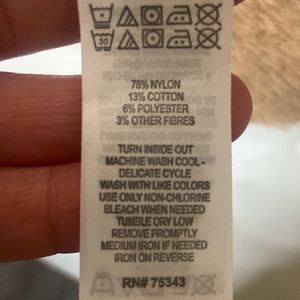 30
78% NYLON
13% COTTON
6% POLYESTER
3% OTHER FIBRES
TURN INSIDE OUT
MACHINE WASH COOL -
DELICATE CYCLE
WASH WITH LIKE COLORS
USE ONLY NON-CHLORINE
BLEACH WHEN NEEDED
TUMBLE DRY LOW
REMOVE PROMPTLY
MEDIUM IRON IF NEEDED
IRON ON REVERSE
RN# 75343